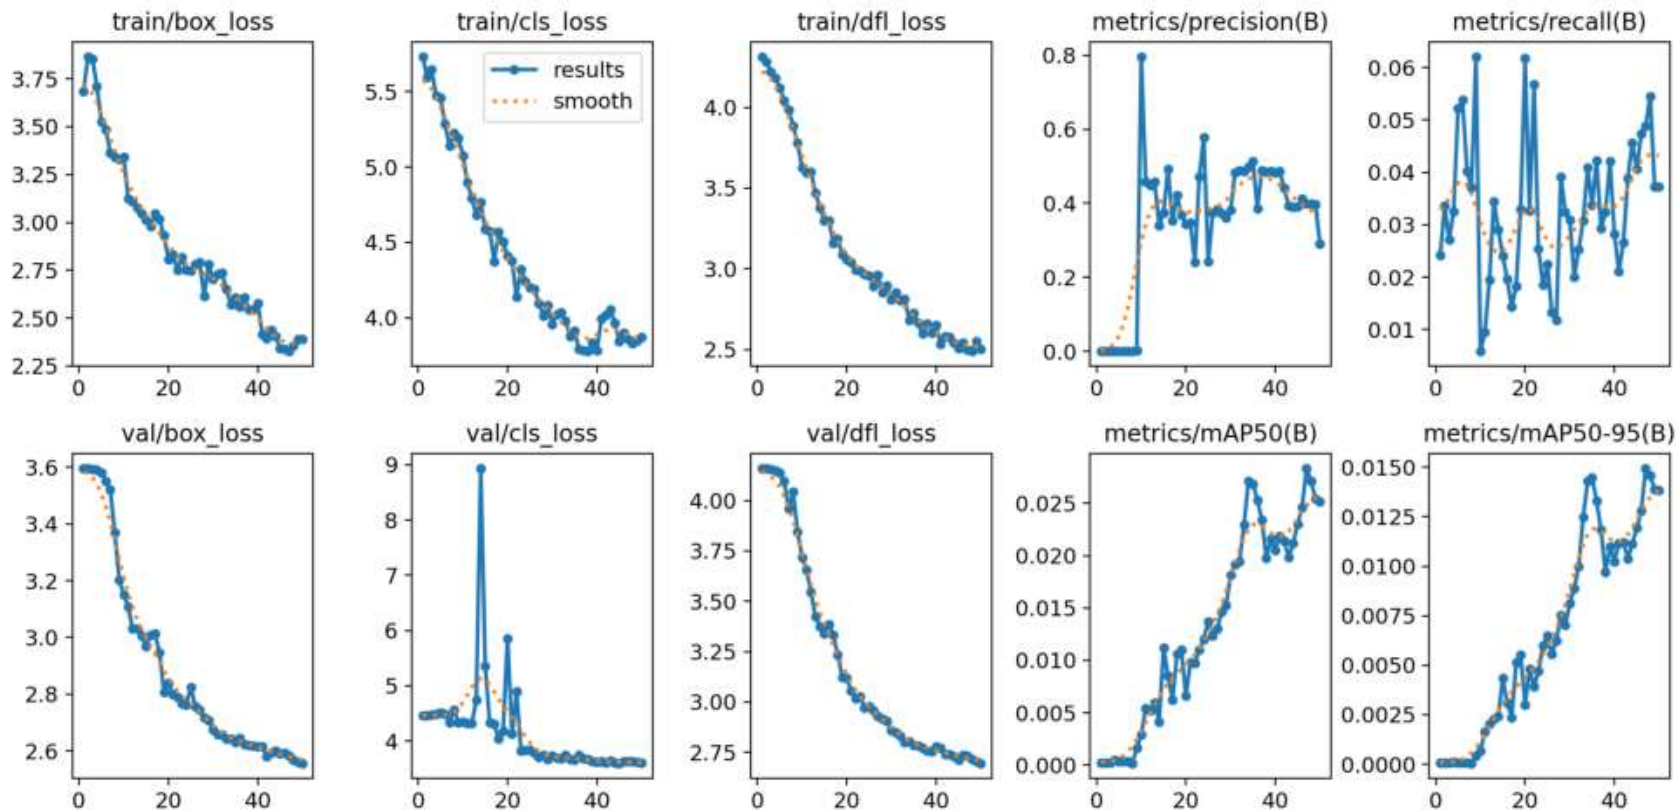 train/box_loss
train/cls_loss
train/dfl_loss
metrics/precision(B)
metrics/recall(B)
3.75
3.50
3.25
3.00
2.75
2.50
2.25
0 20 40
results
smooth
5.5
5.0
4.5
4.0
0 20 40
4.0
3.5
3.0
2.5
0 20 40
0.8
0.6
0.4
0.2
0.0
0 20 40
0.06
0.05
0.04
0.03
0.02
0.01
0 20 40
val/box_loss
val/cls_loss
val/dfl_loss
metrics/mAP50(B)
metrics/mAP50-95(B)
3.6
3.4
3.2
3.0
2.8
2.6
0 20 40
9
8
7
6
5
4
0 20 40
4.00
3.75
3.50
3.25
3.00
2.75
0 20 40
0.025
0.020
0.015
0.010
0.005
0.000
0 20 40
0.0150
0.0125
0.0100
0.0075
0.0050
0.0025
0.0000
0 20 40